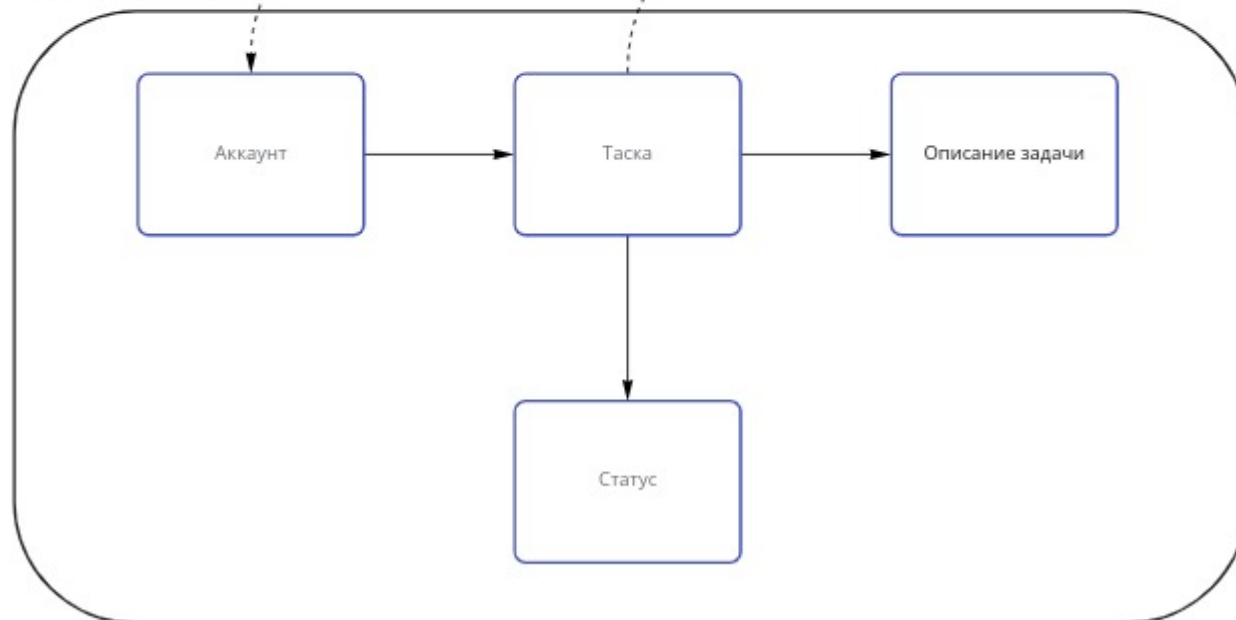 Аккаунт
Таска
Описание задачи
Статус